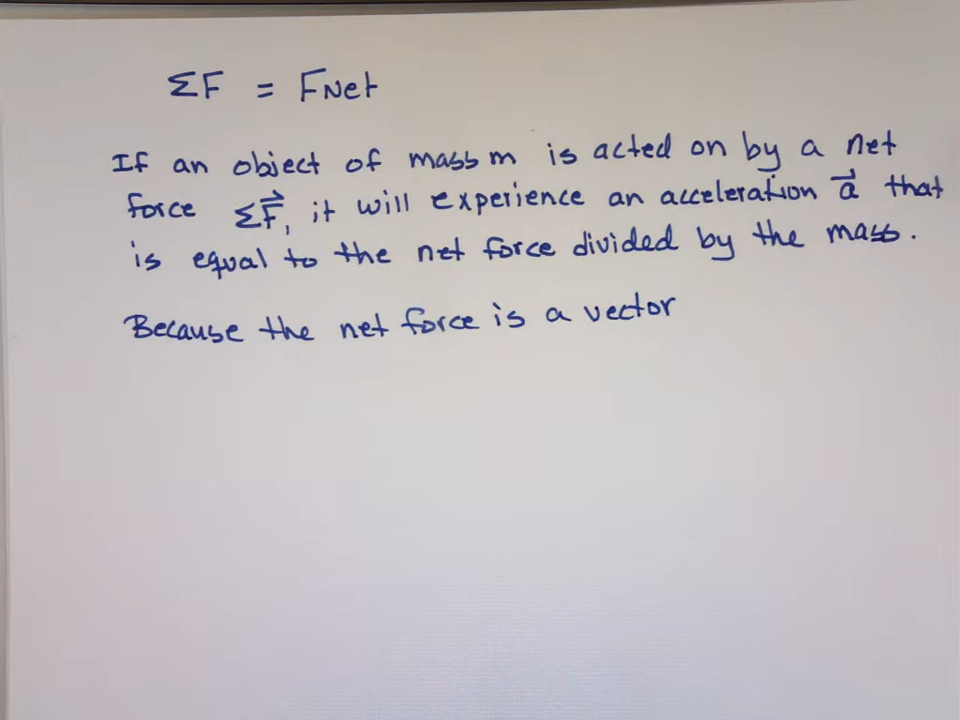 ΣF = FNet
If an object of mass m is acted on by a net
force ΣF⃗, it will experience an acceleration a⃗ that
is equal to the net force divided by the mass.
Because the net force is a vector